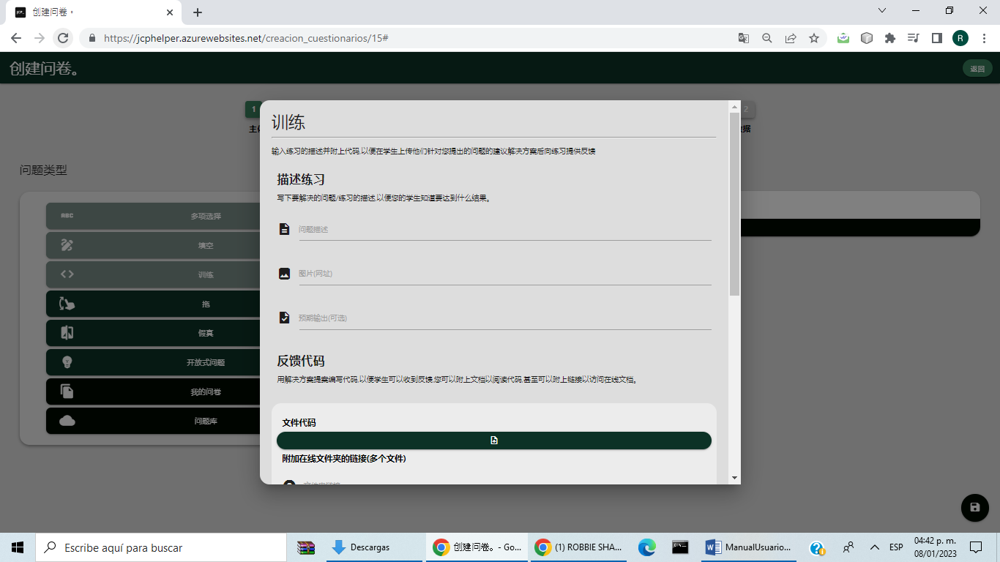 创建问卷。
https://jcphelper.azurewebsites.net/creacion_cuestionarios/15#
R
创建问卷。
返回
1
2
训练
输入练习的描述并附上代码,以便在学生上传他们针对您提出的问题的建议解决方案后向练习提供反馈
问题类型
描述练习
写下要解决的问题/练习的描述,以便您的学生知道要达到什么结果。
ABC 多项选择
填空
训练
拖
假真
开放式问题
我的问卷
问题库
问题描述
图片(网址)
预期输出(可选)
反馈代码
用解决方案提案编写代码,以便学生可以收到反馈,您可以附上文档以阅读代码,甚至可以附上链接以访问在线文档。
文件代码
附加在线文件夹的链接(多个文件)
Escribe aquí para buscar
Descargas
创建问卷。 - Go...
(1) ROBBIE SHA...
ManualUsuario...
ESP
04:42 p. m.
08/01/2023